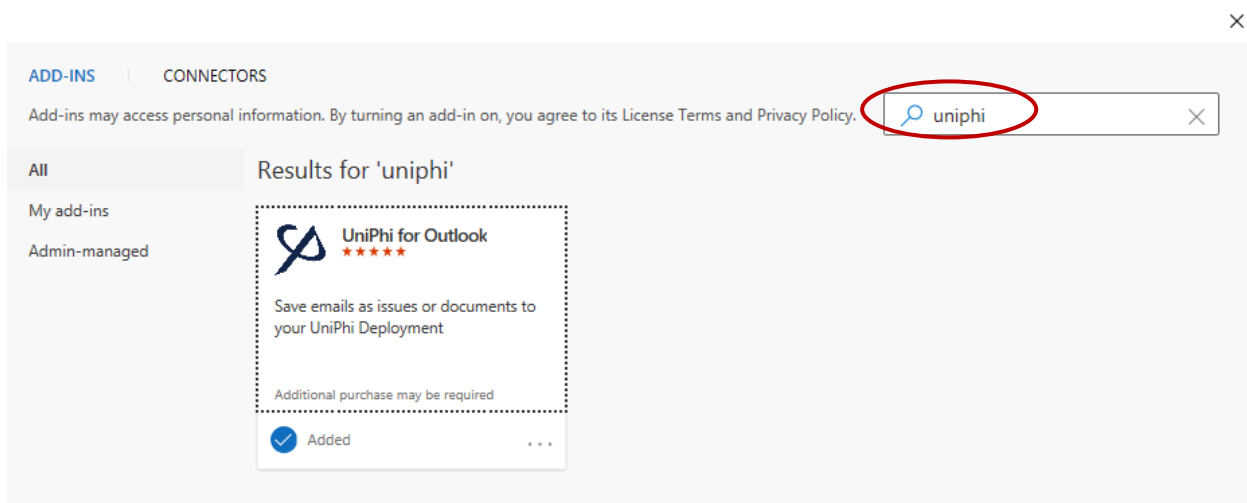 ADD-INS CONNECTORS
Add-ins may access personal information. By turning an add-in on, you agree to its License Terms and Privacy Policy.
uniphi
All
My add-ins
Admin-managed
Results for 'uniphi'
UniPhi for Outlook
Save emails as issues or documents to
your UniPhi Deployment
Additional purchase may be required
Added